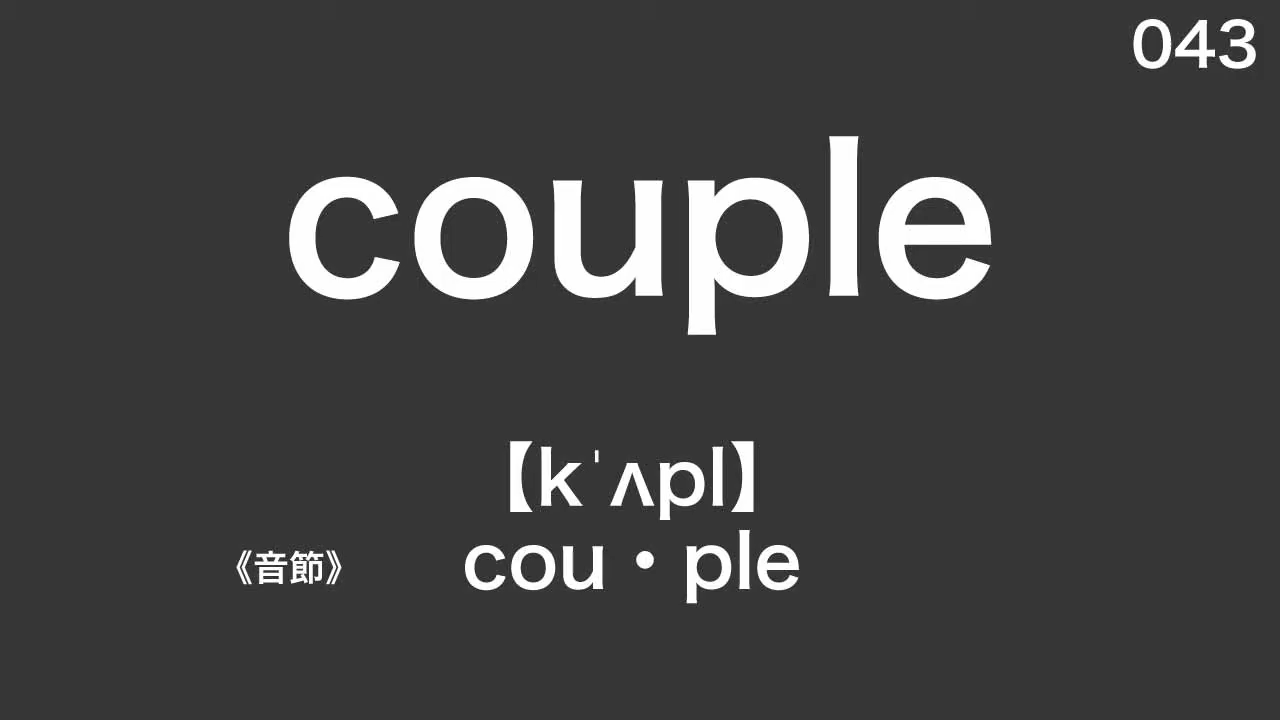 043
couple
【kˈʌpl】
《音節》 cou・ple